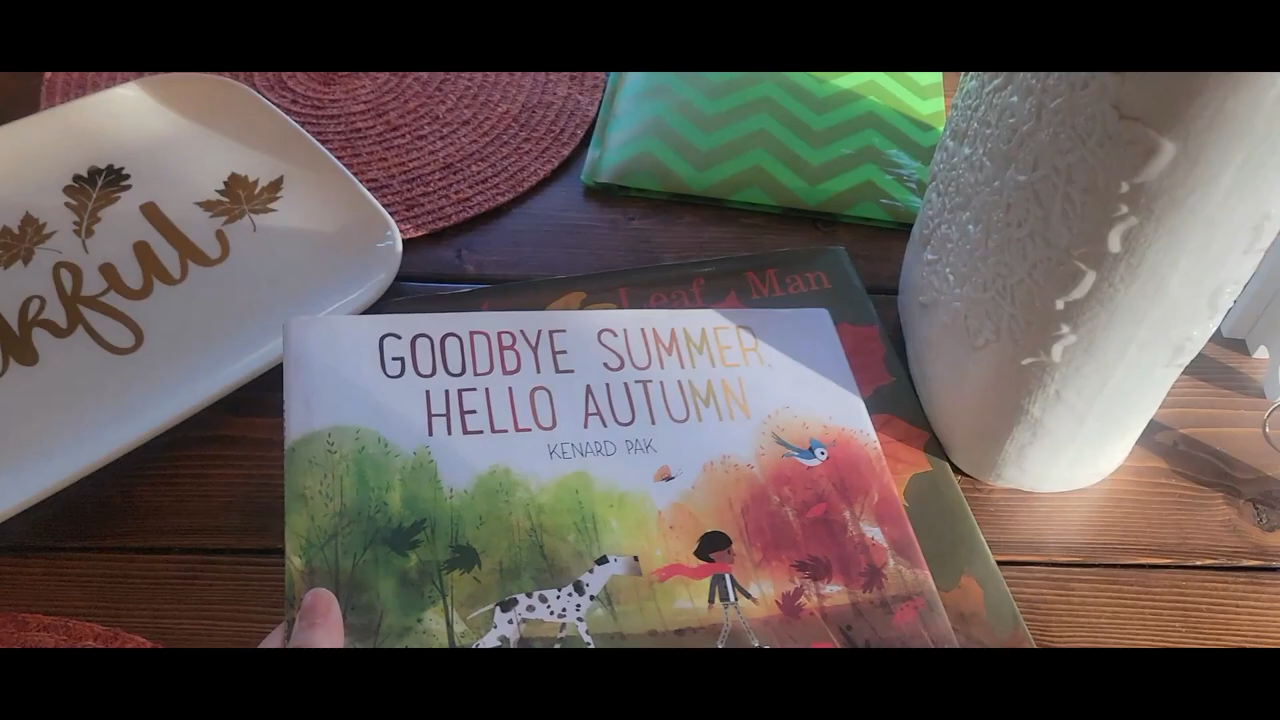 kful
Leaf Man
GOODBYE SUMMER,
HELLO AUTUMN
KENARD PAK